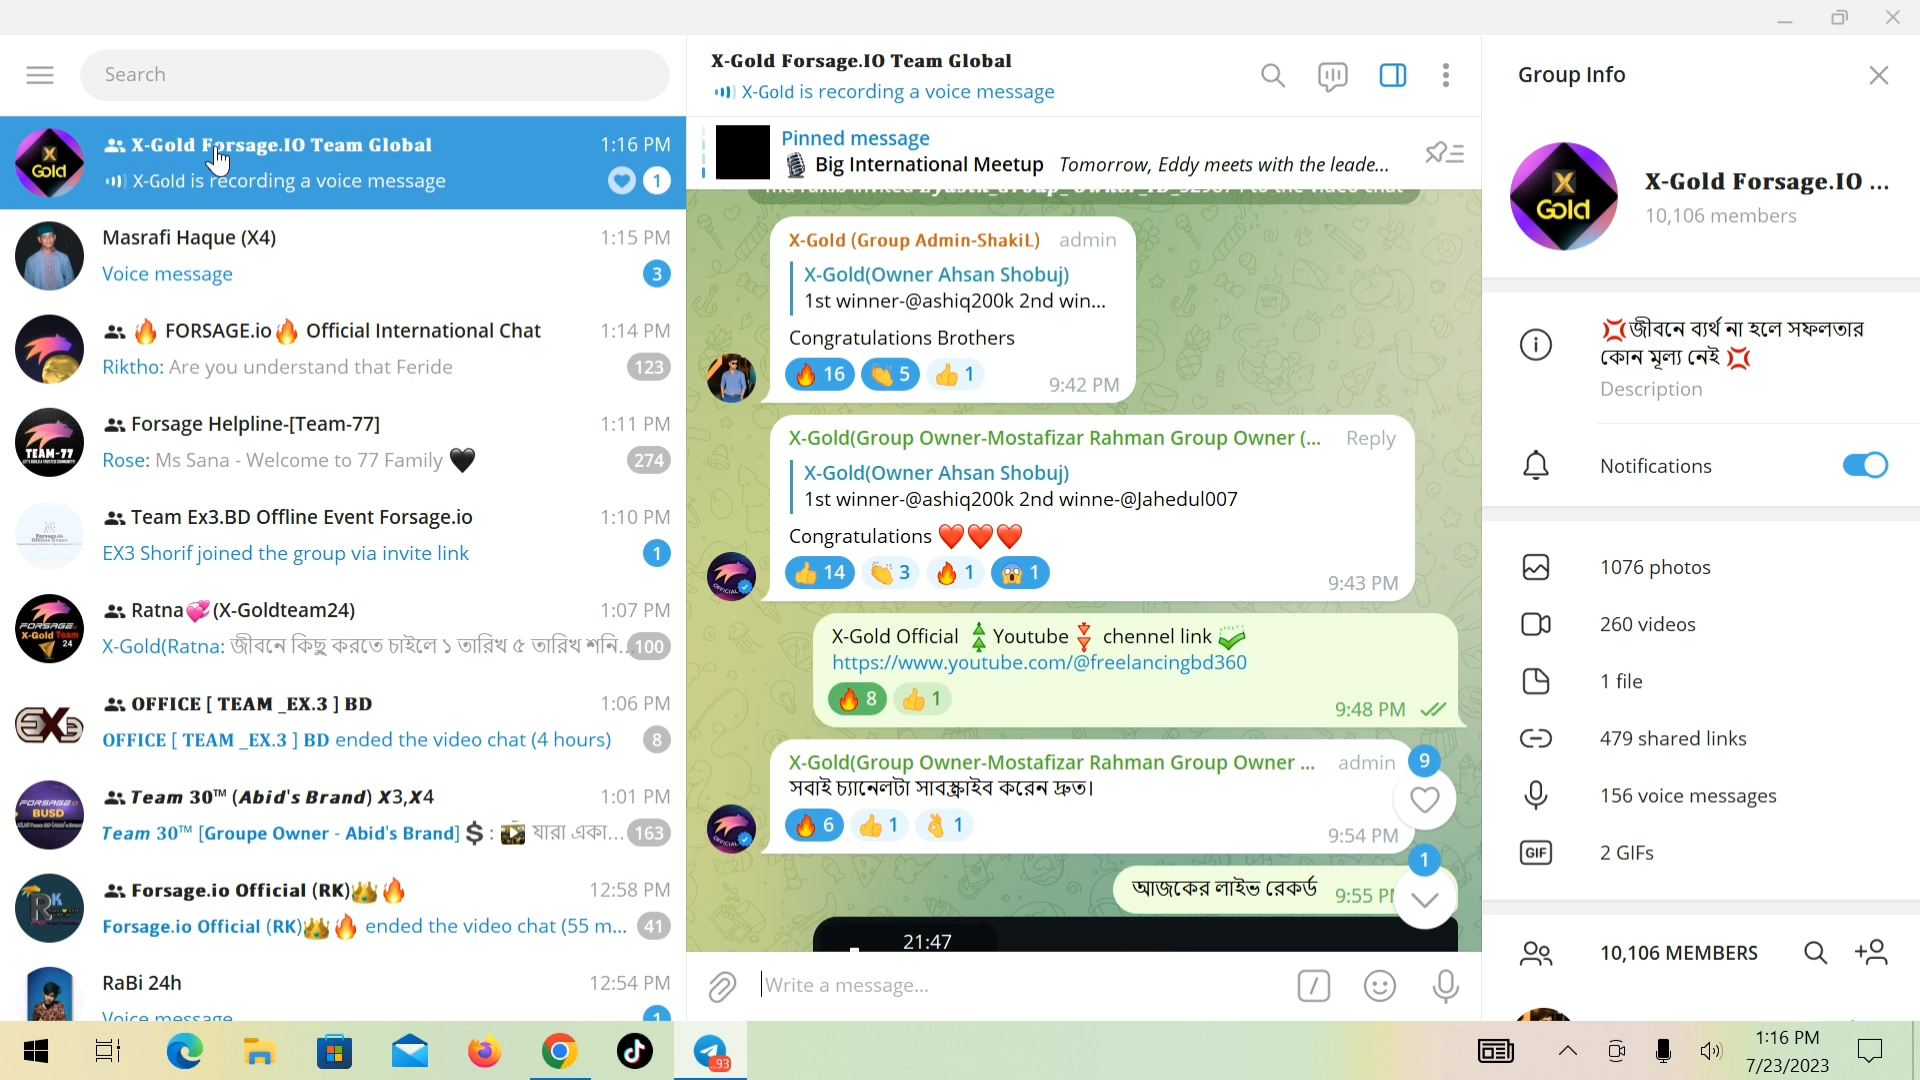 Search
X-Gold Forsage.IO Team Global 1:16 PM
X-Gold is recording a voice message 1
Masrafi Haque (X4) 1:15 PM
Voice message 3
🔥 FORSAGE.io🔥 Official International Chat 1:14 PM
Riktho: Are you understand that Feride 123
Forsage Helpline-[Team-77] 1:11 PM
Rose: Ms Sana - Welcome to 77 Family 🖤 274
Team Ex3.BD Offline Event Forsage.io 1:10 PM
EX3 Shorif joined the group via invite link 1
Ratna💞(X-Goldteam24) 1:07 PM
X-Gold(Ratna: জীবনে কিছু করতে চাইলে ১ তারিখ ৫ তারিখ শনি... 100
OFFICE [ TEAM _EX.3 ] BD 1:06 PM
OFFICE [ TEAM _EX.3 ] BD ended the video chat (4 hours) 8
Team 30™ (Abid's Brand) X3,X4 1:01 PM
Team 30™ [Groupe Owner - Abid's Brand]💲: যারা একা... 163
Forsage.io Official (RK)👑🔥 12:58 PM
Forsage.io Official (RK)👑🔥 ended the video chat (55 m... 41
RaBi 24h 12:54 PM
Voice message 1
X-Gold Forsage.IO Team Global
X-Gold is recording a voice message
Pinned message
🎙 Big International Meetup Tomorrow, Eddy meets with the leade...
X-Gold (Group Admin-ShakiL) admin
X-Gold(Owner Ahsan Shobuj)
1st winner-@ashiq200k 2nd win...
Congratulations Brothers
🔥 16 👏 5 👍 1 9:42 PM
X-Gold(Group Owner-Mostafizar Rahman Group Owner (... Reply
X-Gold(Owner Ahsan Shobuj)
1st winner-@ashiq200k 2nd winne-@Jahedul007
Congratulations ❤️❤️❤️
👍 14 👏 3 🔥 1 😱 1 9:43 PM
X-Gold Official Youtube chennel link
https://www.youtube.com/@freelancingbd360
🔥 8 👍 1 9:48 PM
X-Gold(Group Owner-Mostafizar Rahman Group Owner ... admin
সবাই চ্যানেলটা সাবস্ক্রাইব করেন দ্রুত।
🔥 6 👍 1 👌 1 9:54 PM
9
1
আজকের লাইভ রেকর্ড 9:55 PM
21:47
Write a message...
Group Info
X-Gold Forsage.IO ...
10,106 members
💢জীবনে ব্যর্থ না হলে সফলতার
কোন মূল্য নেই 💢
Description
Notifications
1076 photos
260 videos
1 file
479 shared links
156 voice messages
GIF 2 GIFs
10,106 MEMBERS
X
Gold
X
Gold
TEAM-77
FORSAGE
X-Gold Team
24
FORSAGE
BUSD
RK
..93
1:16 PM
7/23/2023